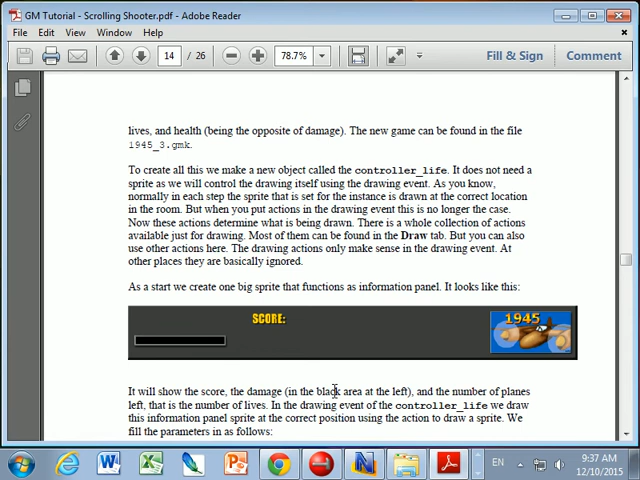 GM Tutorial - Scrolling Shooter.pdf - Adobe Reader
File Edit View Window Help
14 / 26 78.7% Fill & Sign Comment
lives, and health (being the opposite of damage). The new game can be found in the file
1945_3.gmk.
To create all this we make a new object called the controller_life. It does not need a
sprite as we will control the drawing itself using the drawing event. As you know,
normally in each step the sprite that is set for the instance is drawn at the correct location
in the room. But when you put actions in the drawing event this is no longer the case.
Now these actions determine what is being drawn. There is a whole collection of actions
available just for drawing. Most of them can be found in the Draw tab. But you can also
use other actions here. The drawing actions only make sense in the drawing event. At
other places they are basically ignored.
As a start we create one big sprite that functions as information panel. It looks like this:
SCORE: 1945
It will show the score, the damage (in the black area at the left), and the number of planes
left, that is the number of lives. In the drawing event of the controller_life we draw
this information panel sprite at the correct position using the action to draw a sprite. We
fill the parameters in as follows:
EN 9:37 AM
12/10/2015